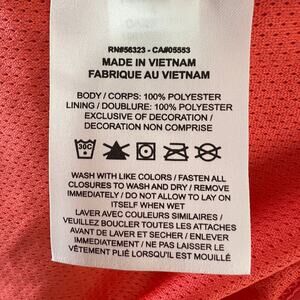 RN#56323 - CA#05553
MADE IN VIETNAM
FABRIQUE AU VIETNAM
BODY / CORPS: 100% POLYESTER
LINING / DOUBLURE: 100% POLYESTER
EXCLUSIVE OF DECORATION /
DECORATION NON COMPRISE
30C
WASH WITH LIKE COLORS / FASTEN ALL
CLOSURES TO WASH AND DRY / REMOVE
IMMEDIATELY / DO NOT ALLOW TO LAY ON
ITSELF WHEN WET
LAVER AVEC COULEURS SIMILAIRES /
VEUILLEZ BOUCLER TOUTES LES ATTACHES
AVANT DE LAVER ET SECHER / ENLEVER
IMMEDIATEMENT / NE PAS LAISSER LE
VÊTEMENT PLIÉ LORSQU'IL EST MOUILLÉ